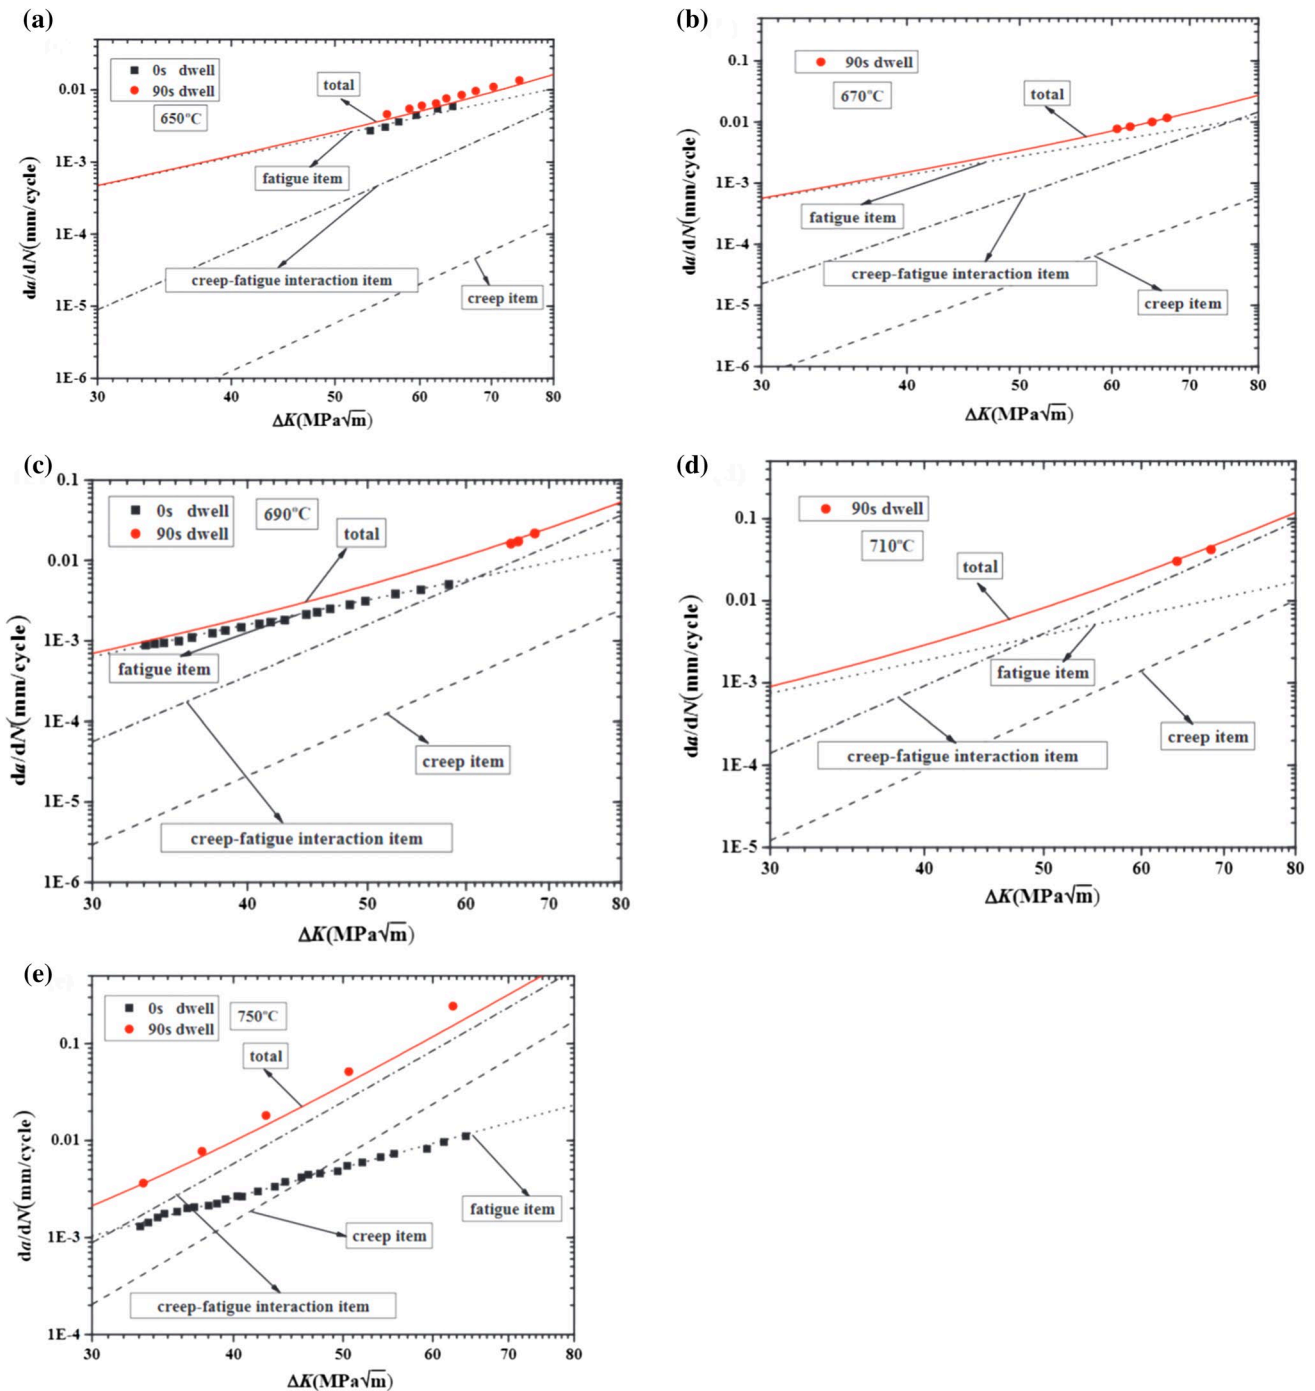 (a)
0s dwell
90s dwell
650°C
total
fatigue item
creep-fatigue interaction item
creep item
0.01
1E-3
1E-4
1E-5
1E-6
30 40 50 60 70 80
da/dN(mm/cycle)
ΔK(MPa√m)
(b)
90s dwell
670°C
total
fatigue item
creep-fatigue interaction item
creep item
0.1
0.01
1E-3
1E-4
1E-5
1E-6
30 40 50 60 70 80
da/dN(mm/cycle)
ΔK(MPa√m)
(c)
0s dwell
90s dwell
690°C
total
fatigue item
creep item
creep-fatigue interaction item
0.1
0.01
1E-3
1E-4
1E-5
1E-6
30 40 50 60 70 80
da/dN(mm/cycle)
ΔK(MPa√m)
(d)
90s dwell
710°C
total
fatigue item
creep item
creep-fatigue interaction item
0.1
0.01
1E-3
1E-4
1E-5
30 40 50 60 70 80
da/dN(mm/cycle)
ΔK(MPa√m)
(e)
0s dwell
90s dwell
750°C
total
fatigue item
creep item
creep-fatigue interaction item
0.1
0.01
1E-3
1E-4
30 40 50 60 70 80
da/dN(mm/cycle)
ΔK(MPa√m)